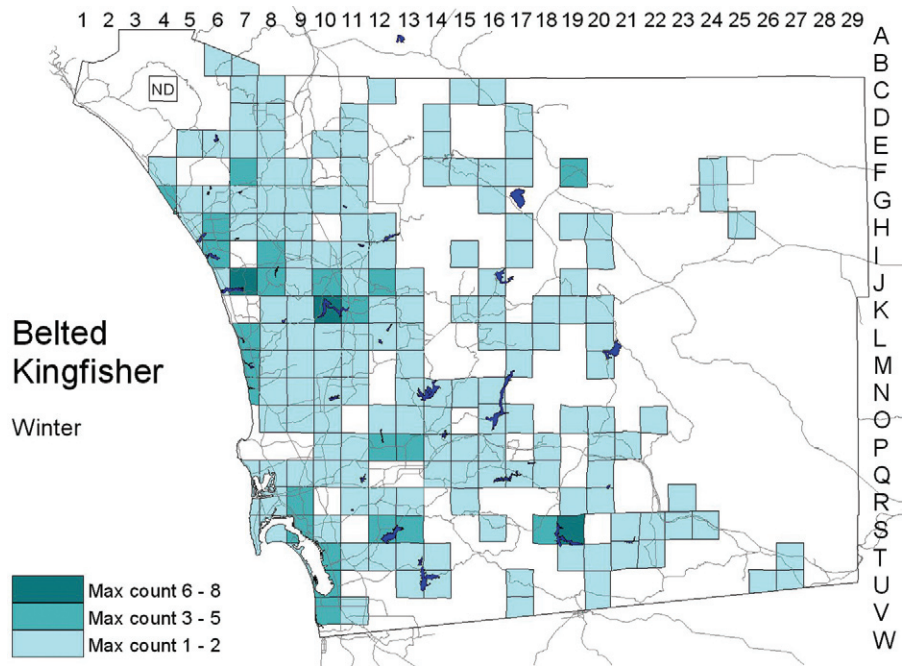 1 2 3 4 5 6 7 8 9 10 11 12 13 14 15 16 17 18 19 20 21 22 23 24 25 26 27 28 29
A
B
C
D
E
F
G
H
I
J
K
L
M
N
O
P
Q
R
S
T
U
V
W
ND
Belted
Kingfisher
Winter
Max count 6 - 8
Max count 3 - 5
Max count 1 - 2